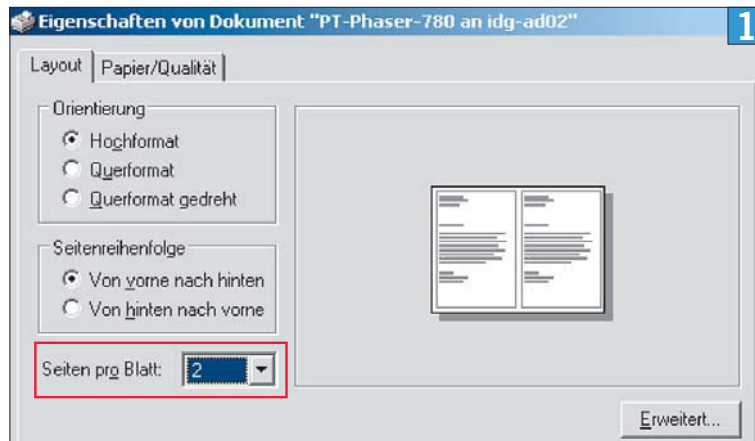 Eigenschaften von Dokument "PT-Phaser-780 an idg-ad02"
1
Layout
Papier/Qualität
Orientierung
Hochformat
Querformat
Querformat gedreht
Seitenreihenfolge
Von vorne nach hinten
Von hinten nach vorne
Seiten pro Blatt: 2
Erweitert...